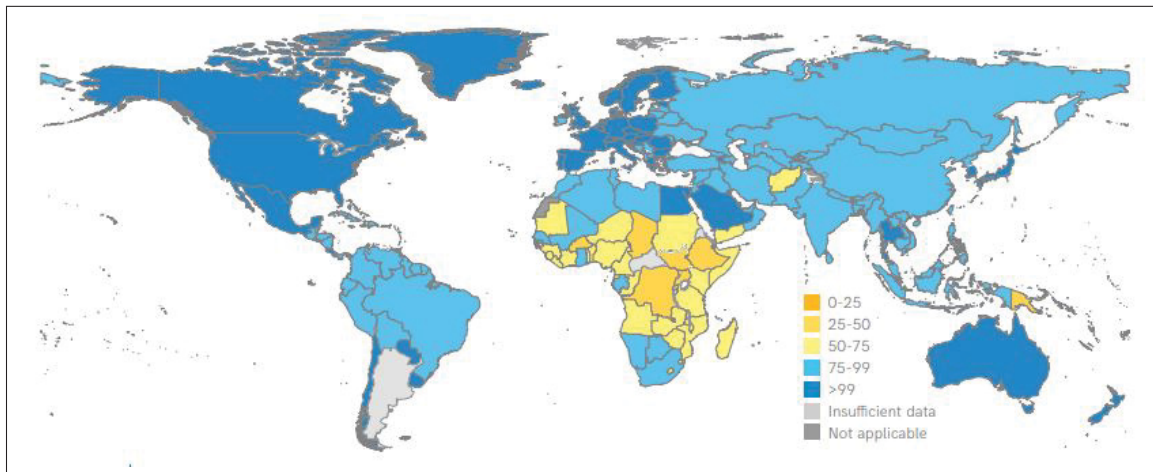 0-25
25-50
50-75
75-99
>99
Insufficient data
Not applicable